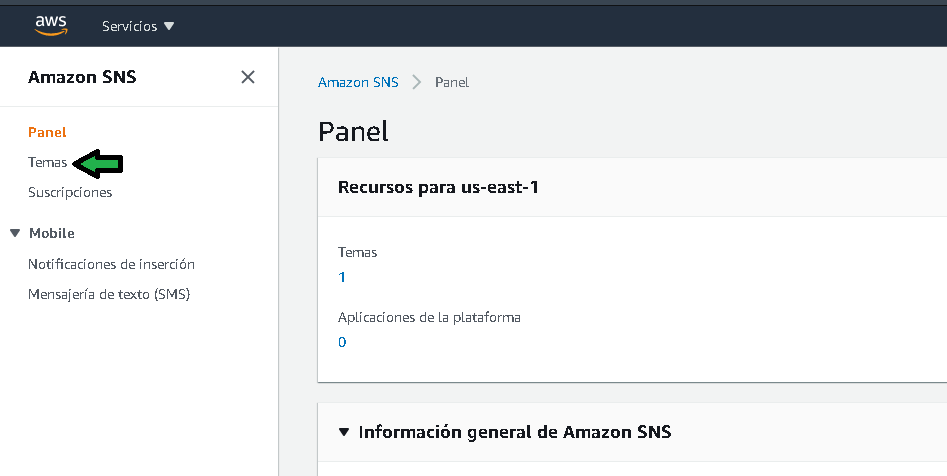 aws
Servicios
Amazon SNS
Panel
Temas
Suscripciones
Mobile
Notificaciones de inserción
Mensajería de texto (SMS)
Amazon SNS > Panel
Panel
Recursos para us-east-1
Temas
1
Aplicaciones de la plataforma
0
Información general de Amazon SNS